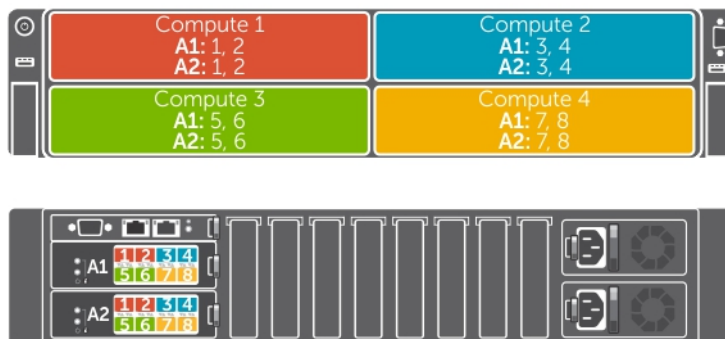 Compute 1
A1: 1, 2
A2: 1, 2
Compute 2
A1: 3, 4
A2: 3, 4
Compute 3
A1: 5, 6
A2: 5, 6
Compute 4
A1: 7, 8
A2: 7, 8
A1
1 2 3 4
5 6 7 8
A2
1 2 3 4
5 6 7 8